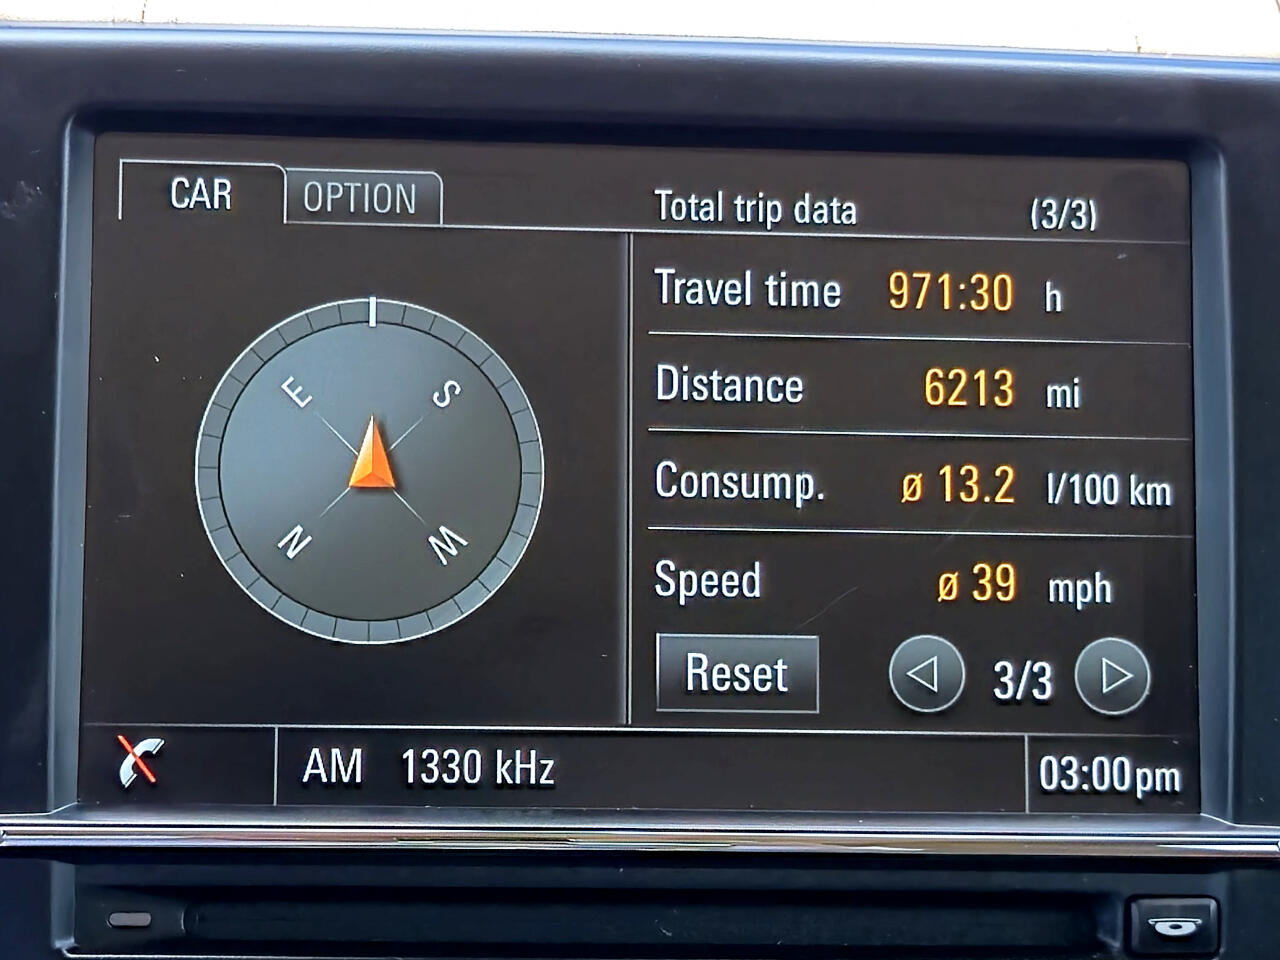 CAR
OPTION
Total trip data (3/3)
Travel time 971:30 h
Distance 6213 mi
Consump. ø 13.2 l/100 km
Speed ø 39 mph
Reset 3/3
E
S
N
W
AM 1330 kHz
03:00pm